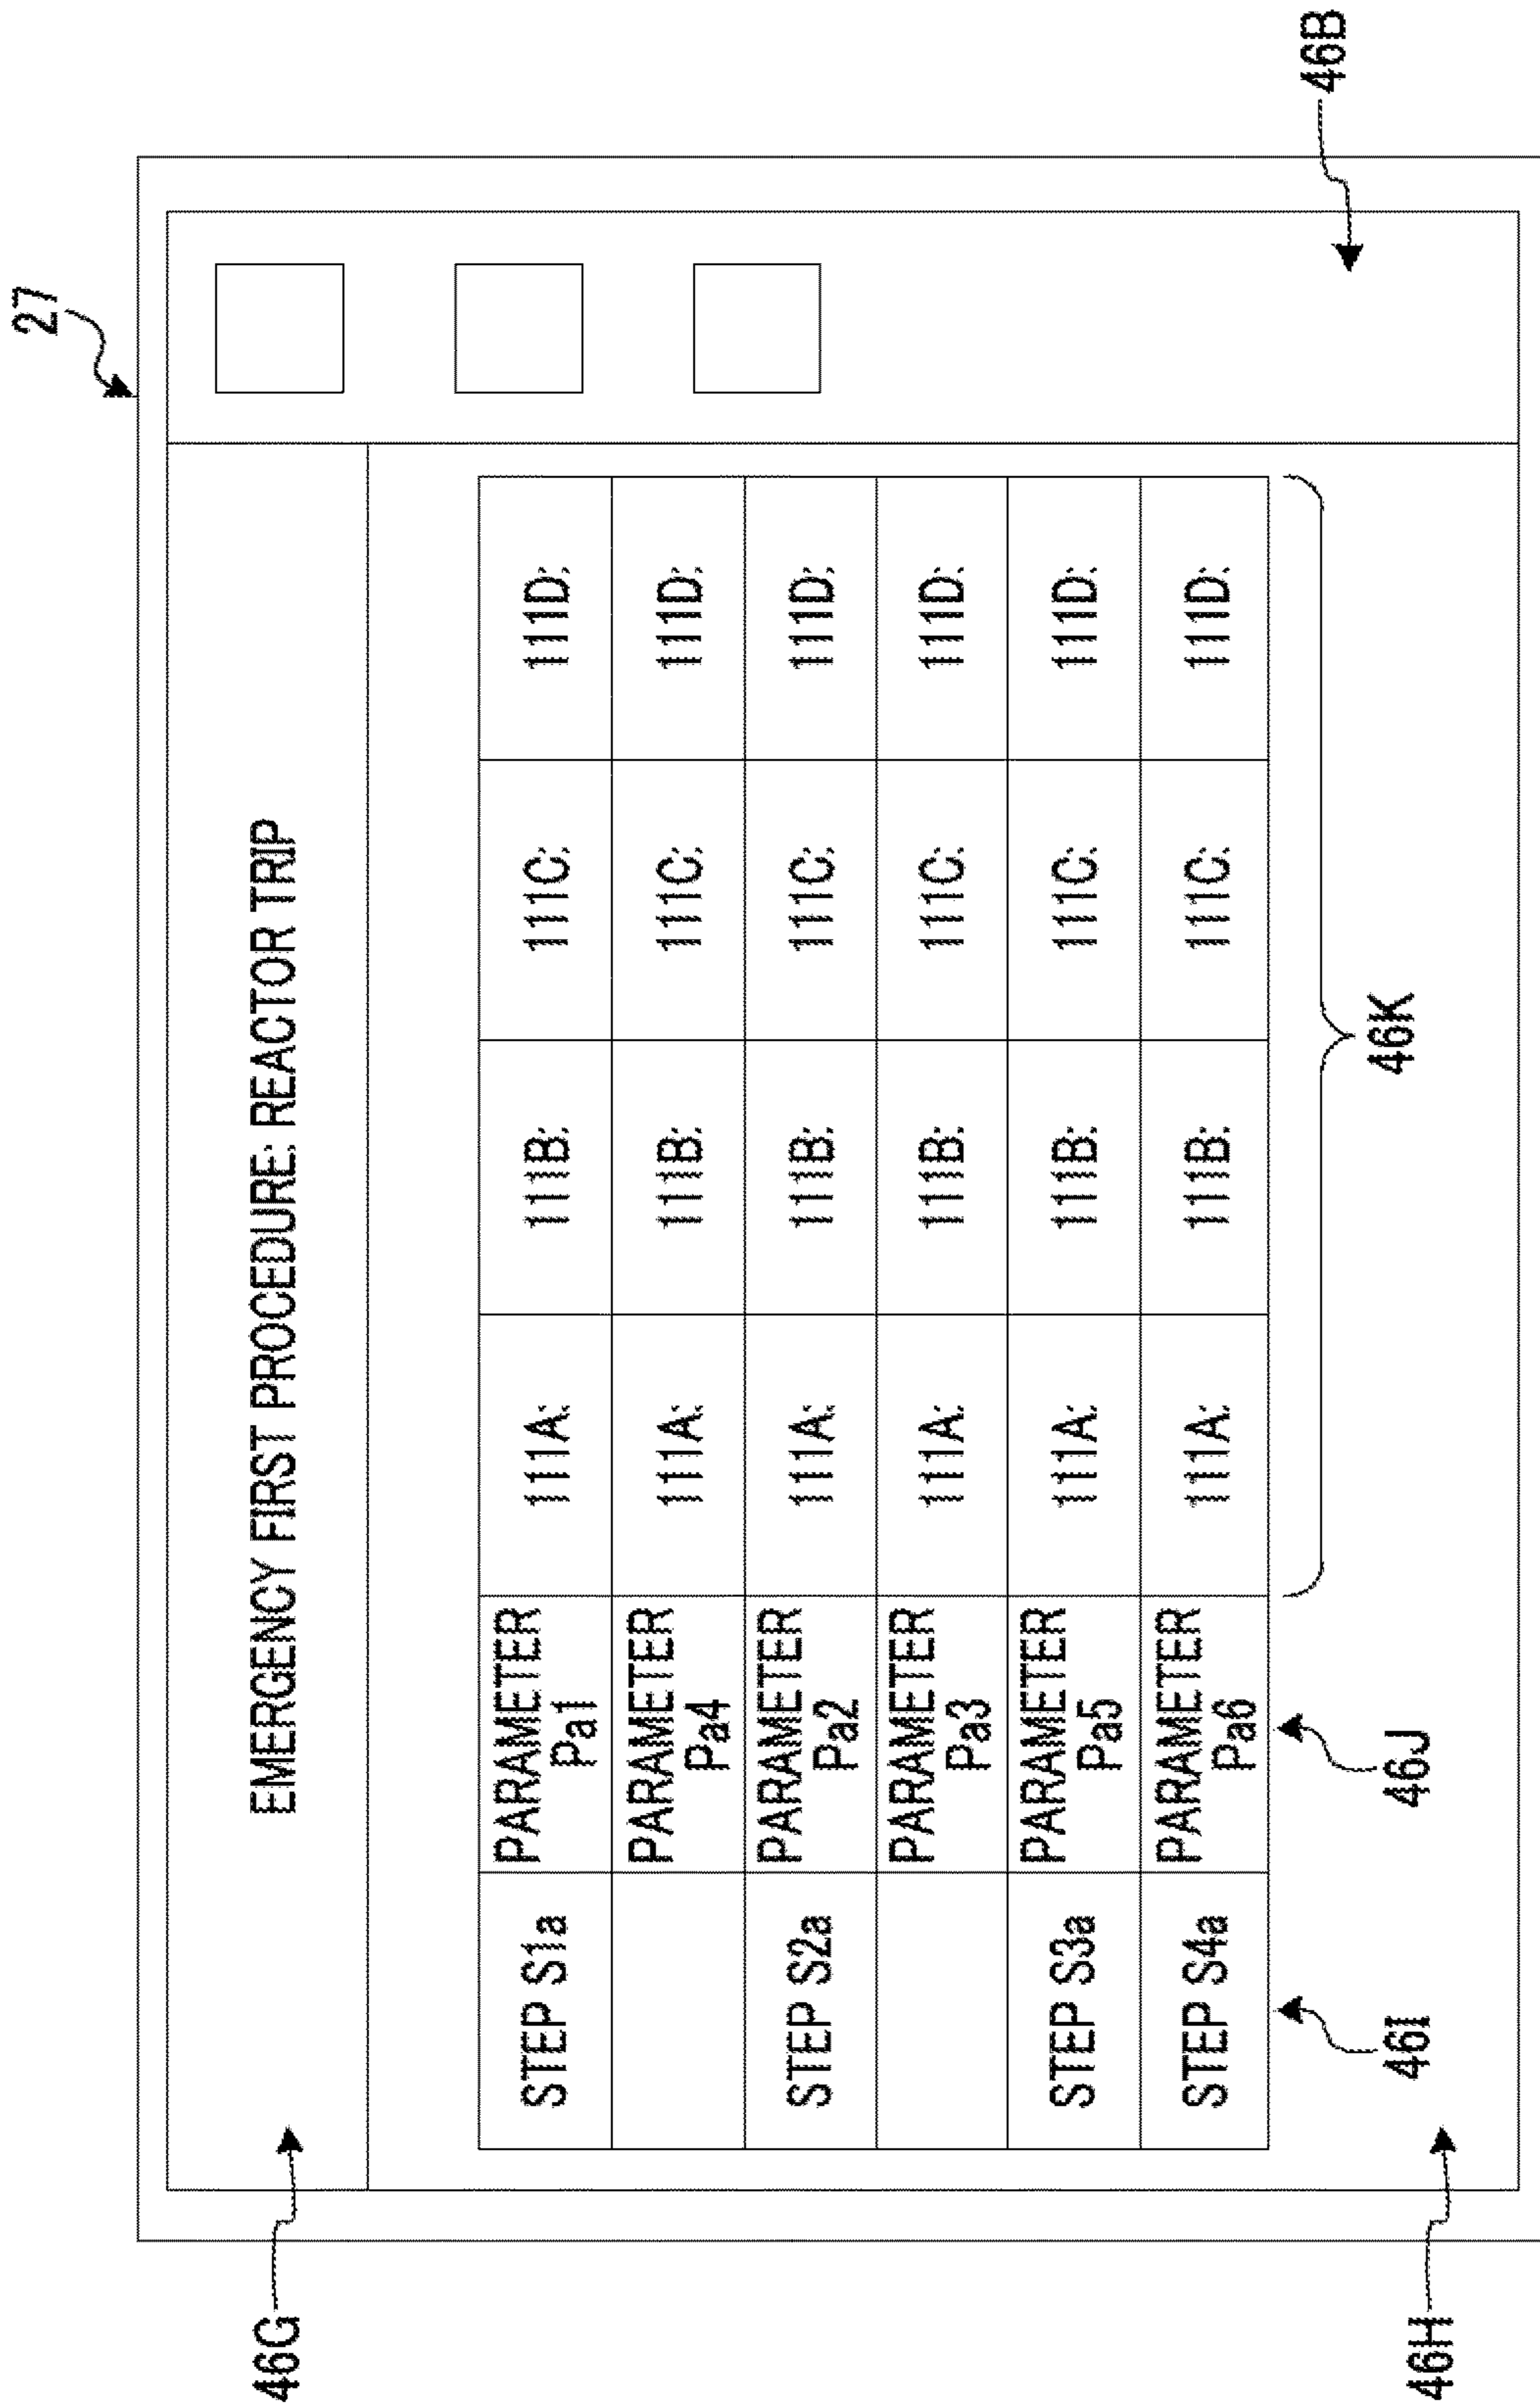 27
46G
EMERGENCY FIRST PROCEDURE: REACTOR TRIP
STEP S1a
PARAMETER
Pa1
111A:
111B:
111C:
111D:
PARAMETER
Pa4
111A:
111B:
111C:
111D:
STEP S2a
PARAMETER
Pa2
111A:
111B:
111C:
111D:
PARAMETER
Pa3
111A:
111B:
111C:
111D:
STEP S3a
PARAMETER
Pa5
111A:
111B:
111C:
111D:
STEP S4a
PARAMETER
Pa6
111A:
111B:
111C:
111D:
46H
46I
46J
46K
46B